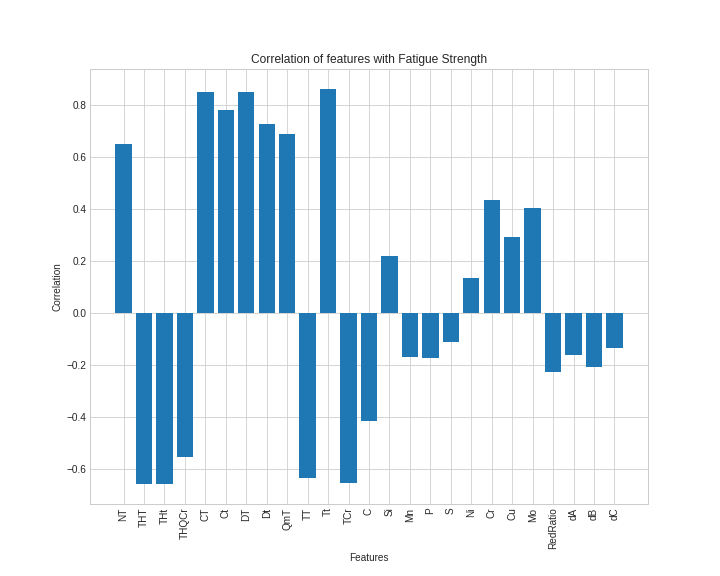 Correlation of features with Fatigue Strength
0.8
0.6
0.4
0.2
0.0
−0.2
−0.4
−0.6
Correlation
NT
THT
THt
THQCr
CT
Ct
DT
Dt
QmT
TT
Tt
TCr
C
Si
Mn
P
S
Ni
Cr
Cu
Mo
RedRatio
dA
dB
dC
Features